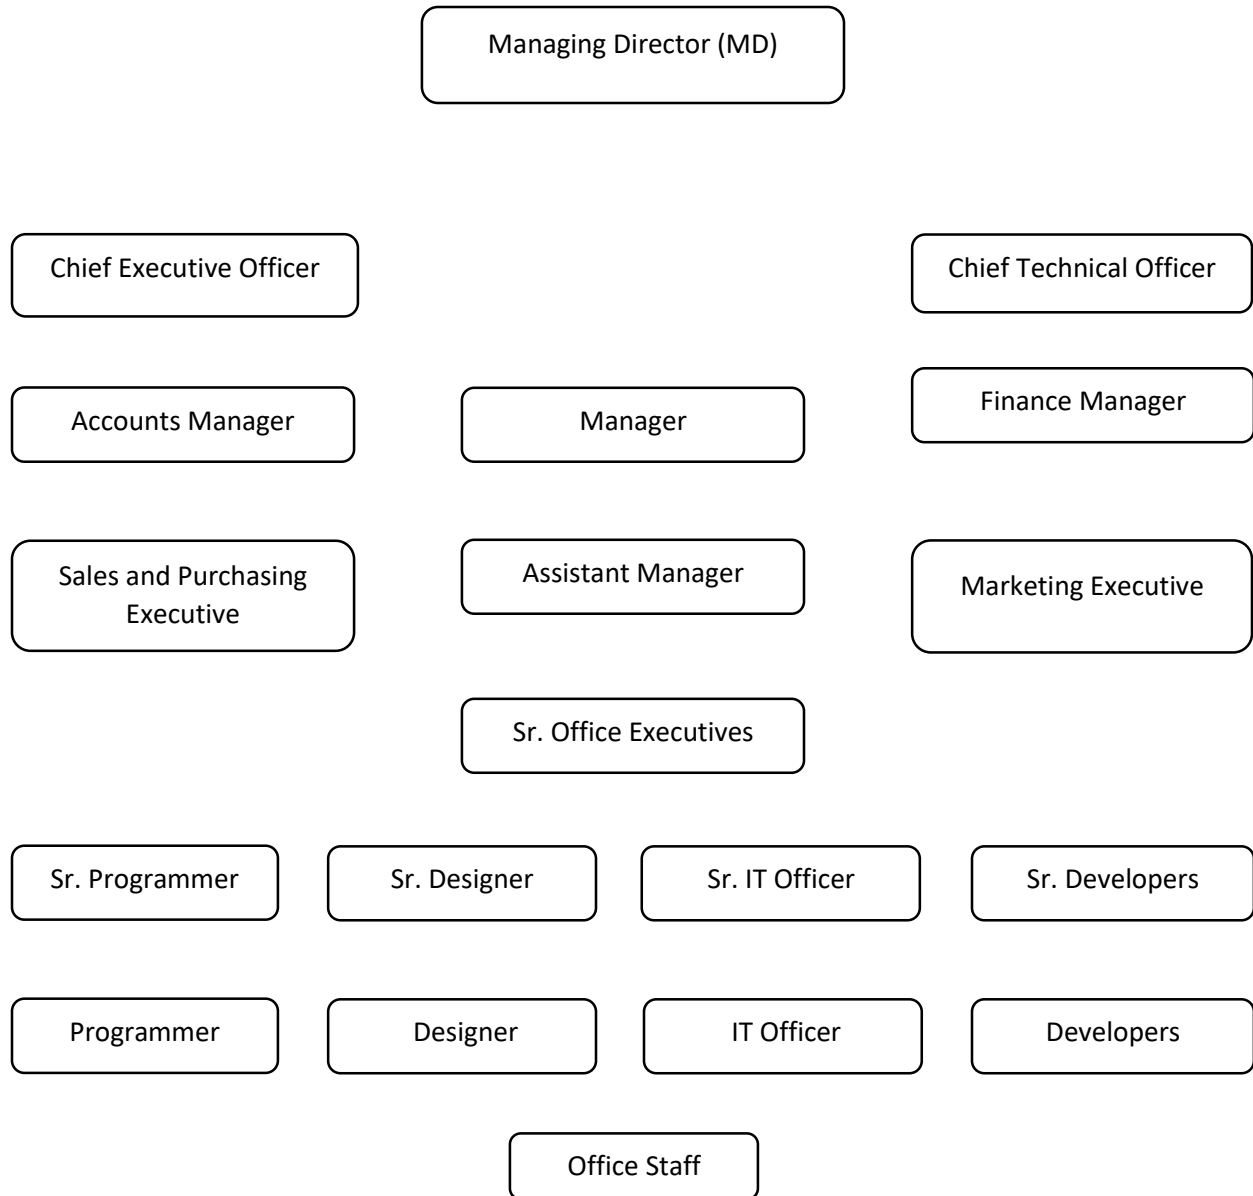 Managing Director (MD)
Chief Executive Officer
Chief Technical Officer
Accounts Manager
Manager
Finance Manager
Sales and Purchasing
Executive
Assistant Manager
Marketing Executive
Sr. Office Executives
Sr. Programmer
Sr. Designer
Sr. IT Officer
Sr. Developers
Programmer
Designer
IT Officer
Developers
Office Staff